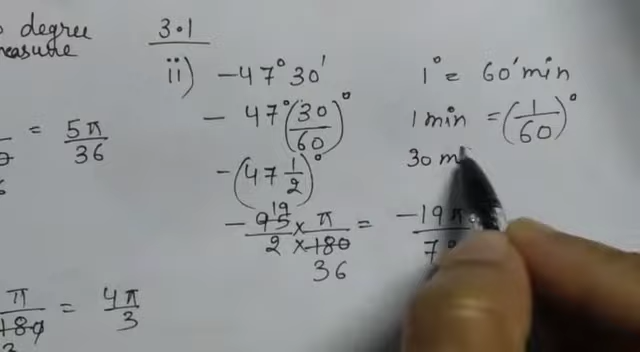 degree
measure
= 5π/36
3.1
ii) -47° 30'
- 47° (30/60)°
- (47 1/2)°
- 95/2 × π/180 = -19π/7
19
36
1° = 60' min
1 min = (1/60)°
30 m
π/180 = 4π/3